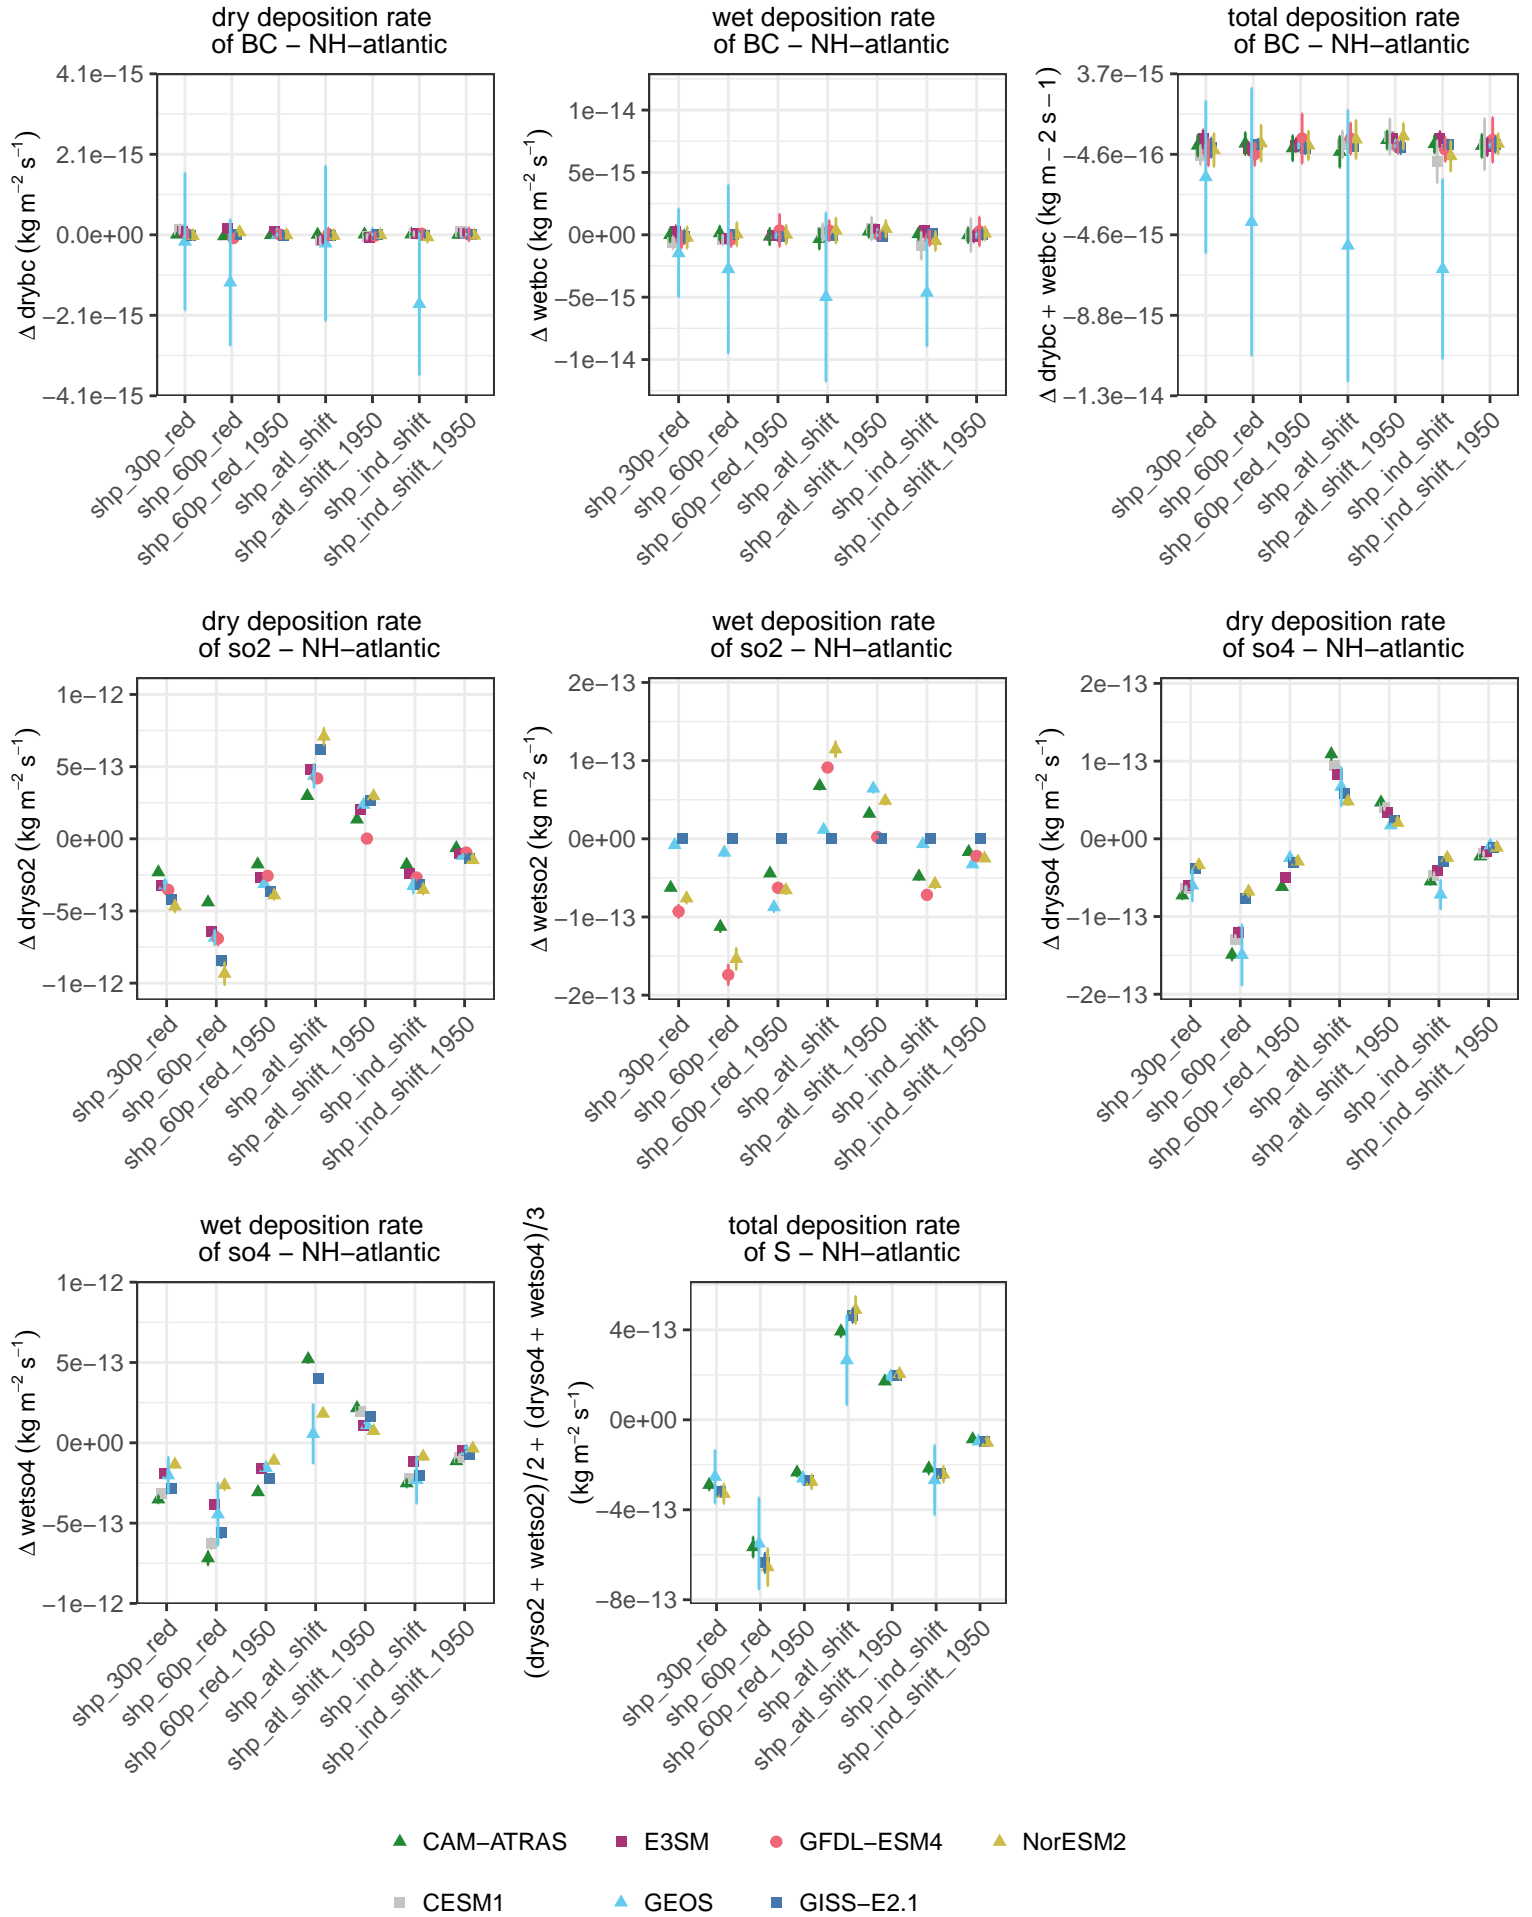 dry deposition rate
of BC − NH−atlantic
Δ drybc (kg m−2 s−1)
4.1e−15
2.1e−15
0.0e+00
−2.1e−15
−4.1e−15
shp_30p_red
shp_60p_red
shp_60p_red_1950
shp_atl_shift
shp_atl_shift_1950
shp_ind_shift
shp_ind_shift_1950
wet deposition rate
of BC − NH−atlantic
Δ wetbc (kg m−2 s−1)
1e−14
5e−15
0e+00
−5e−15
−1e−14
shp_30p_red
shp_60p_red
shp_60p_red_1950
shp_atl_shift
shp_atl_shift_1950
shp_ind_shift
shp_ind_shift_1950
total deposition rate
of BC − NH−atlantic
Δ drybc + wetbc (kg m − 2 s − 1)
3.7e−15
−4.6e−16
−4.6e−15
−8.8e−15
−1.3e−14
shp_30p_red
shp_60p_red
shp_60p_red_1950
shp_atl_shift
shp_atl_shift_1950
shp_ind_shift
shp_ind_shift_1950
dry deposition rate
of so2 − NH−atlantic
Δ dryso2 (kg m−2 s−1)
1e−12
5e−13
0e+00
−5e−13
−1e−12
shp_30p_red
shp_60p_red
shp_60p_red_1950
shp_atl_shift
shp_atl_shift_1950
shp_ind_shift
shp_ind_shift_1950
wet deposition rate
of so2 − NH−atlantic
Δ wetso2 (kg m−2 s−1)
2e−13
1e−13
0e+00
−1e−13
−2e−13
shp_30p_red
shp_60p_red
shp_60p_red_1950
shp_atl_shift
shp_atl_shift_1950
shp_ind_shift
shp_ind_shift_1950
dry deposition rate
of so4 − NH−atlantic
Δ dryso4 (kg m−2 s−1)
2e−13
1e−13
0e+00
−1e−13
−2e−13
shp_30p_red
shp_60p_red
shp_60p_red_1950
shp_atl_shift
shp_atl_shift_1950
shp_ind_shift
shp_ind_shift_1950
wet deposition rate
of so4 − NH−atlantic
Δ wetso4 (kg m−2 s−1)
1e−12
5e−13
0e+00
−5e−13
−1e−12
shp_30p_red
shp_60p_red
shp_60p_red_1950
shp_atl_shift
shp_atl_shift_1950
shp_ind_shift
shp_ind_shift_1950
total deposition rate
of S − NH−atlantic
(dryso2 + wetso2)/2 + (dryso4 + wetso4)/3
(kg m−2 s−1)
4e−13
0e+00
−4e−13
−8e−13
shp_30p_red
shp_60p_red
shp_60p_red_1950
shp_atl_shift
shp_atl_shift_1950
shp_ind_shift
shp_ind_shift_1950
CAM−ATRAS
E3SM
GFDL−ESM4
NorESM2
CESM1
GEOS
GISS−E2.1